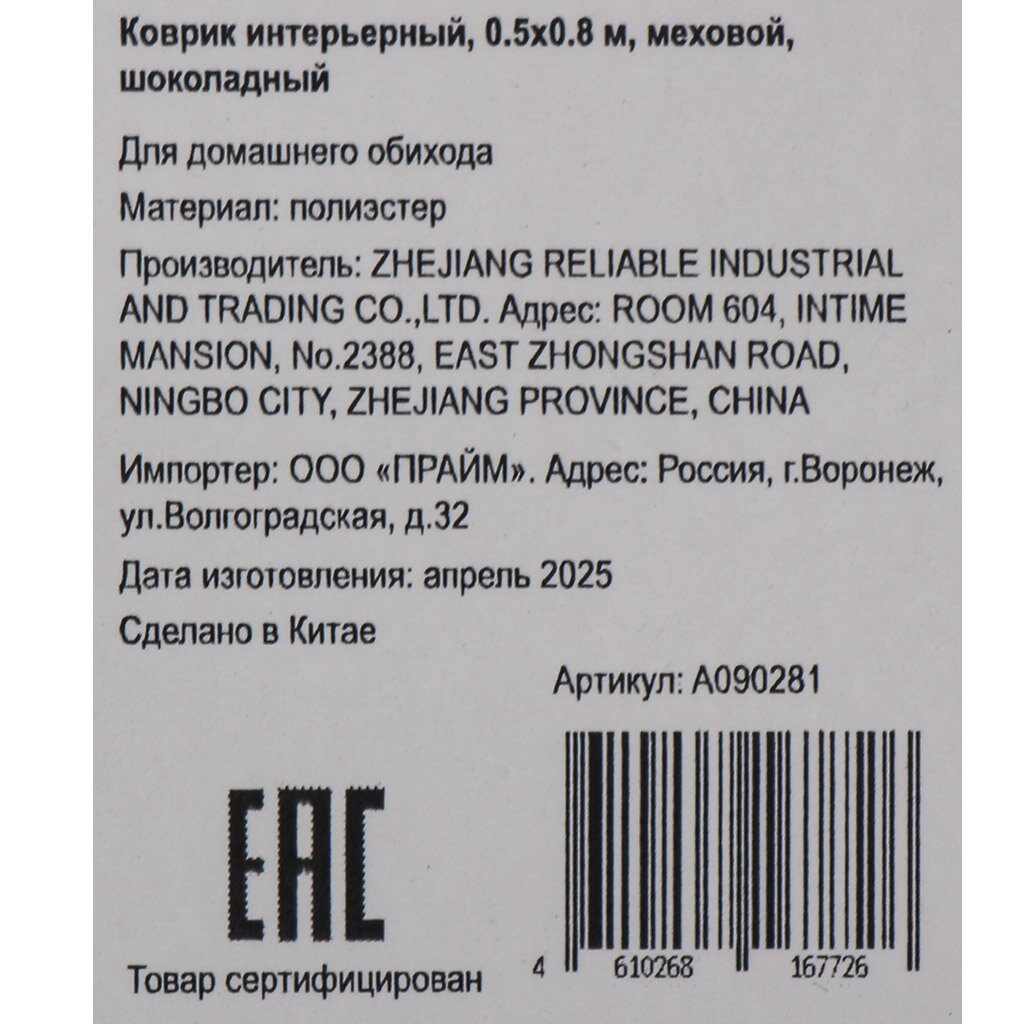 Коврик интерьерный, 0.5х0.8 м, меховой,
шоколадный
Для домашнего обихода
Материал: полиэстер
Производитель: ZHEJIANG RELIABLE INDUSTRIAL
AND TRADING CO.,LTD. Адрес: ROOM 604, INTIME
MANSION, No.2388, EAST ZHONGSHAN ROAD,
NINGBO CITY, ZHEJIANG PROVINCE, CHINA
Импортер: ООО «ПРАЙМ». Адрес: Россия, г.Воронеж,
ул.Волгоградская, д.32
Дата изготовления: апрель 2025
Сделано в Китае
Артикул: A090281
EAC
Товар сертифицирован
4 610268 167726